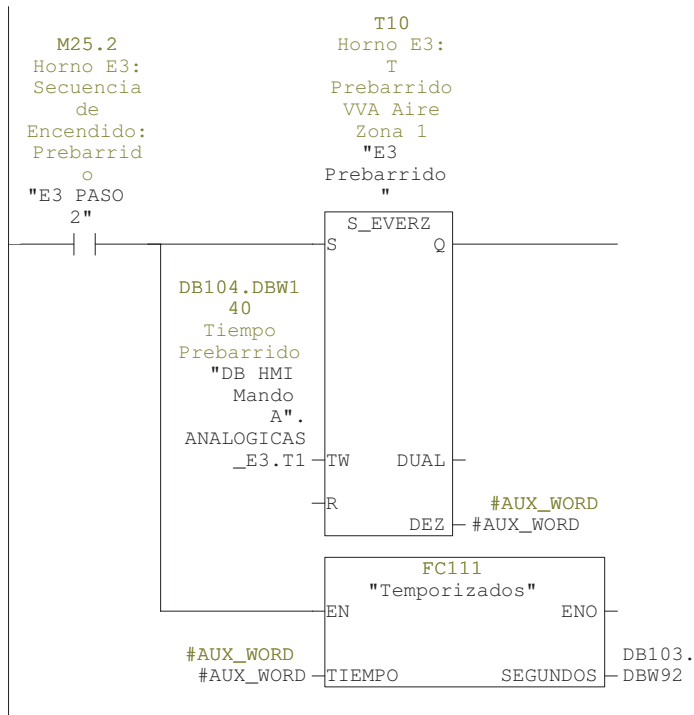 M25.2
Horno E3:
Secuencia
de
Encendido:
Prebarrid
o
"E3 PASO
2"
T10
Horno E3:
T
Prebarrido
VVA Aire
Zona 1
"E3
Prebarrido
"
S_EVERZ
S
Q
DB104.DBW1
40
Tiempo
Prebarrido
"DB HMI
Mando
A".
ANALOGICAS
_E3.T1
TW
DUAL
R
#AUX_WORD
DEZ
#AUX_WORD
FC111
"Temporizados"
EN
ENO
#AUX_WORD
#AUX_WORD
TIEMPO
SEGUNDOS
DB103.
DBW92